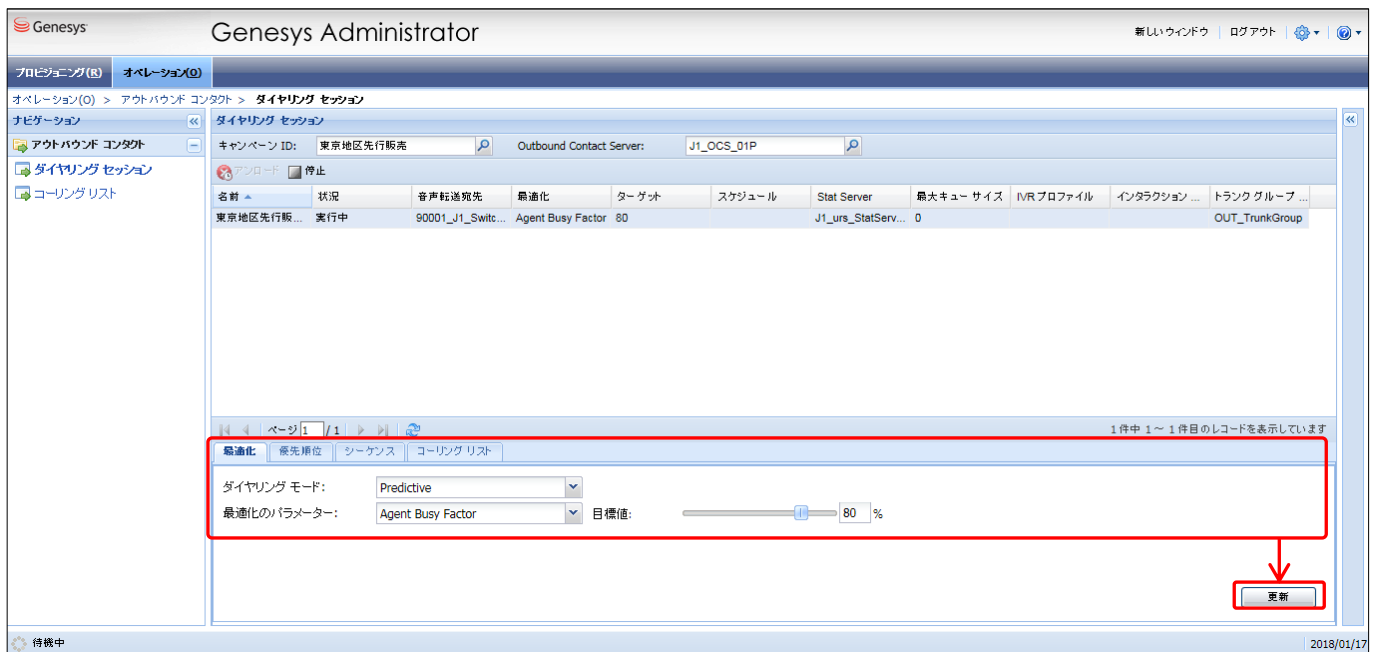 Genesys
Genesys Administrator
新しいウィンドウ ログアウト
プロビジョニング(R) オペレーション(O)
オペレーション(O) > アウトバウンド コンタクト > ダイヤリング セッション
ナビゲーション
アウトバウンド コンタクト
ダイヤリング セッション
コーリング リスト
ダイヤリング セッション
キャンペーン ID: 東京地区先行販売 Outbound Contact Server: J1_OCS_01P
アンロード 停止
名前 状況 音声転送宛先 最適化 ターゲット スケジュール Stat Server 最大キュー サイズ IVR プロファイル インタラクション ... トランク グループ ...
東京地区先行販... 実行中 90001_J1_Switc... Agent Busy Factor 80 J1_urs_StatServ... 0 OUT_TrunkGroup
ページ 1 / 1
1 件中 1 ~ 1 件目のレコードを表示しています
最適化 優先順位 シーケンス コーリング リスト
ダイヤリング モード: Predictive
最適化のパラメーター: Agent Busy Factor 目標値: 80 %
更新
待機中
2018/01/17